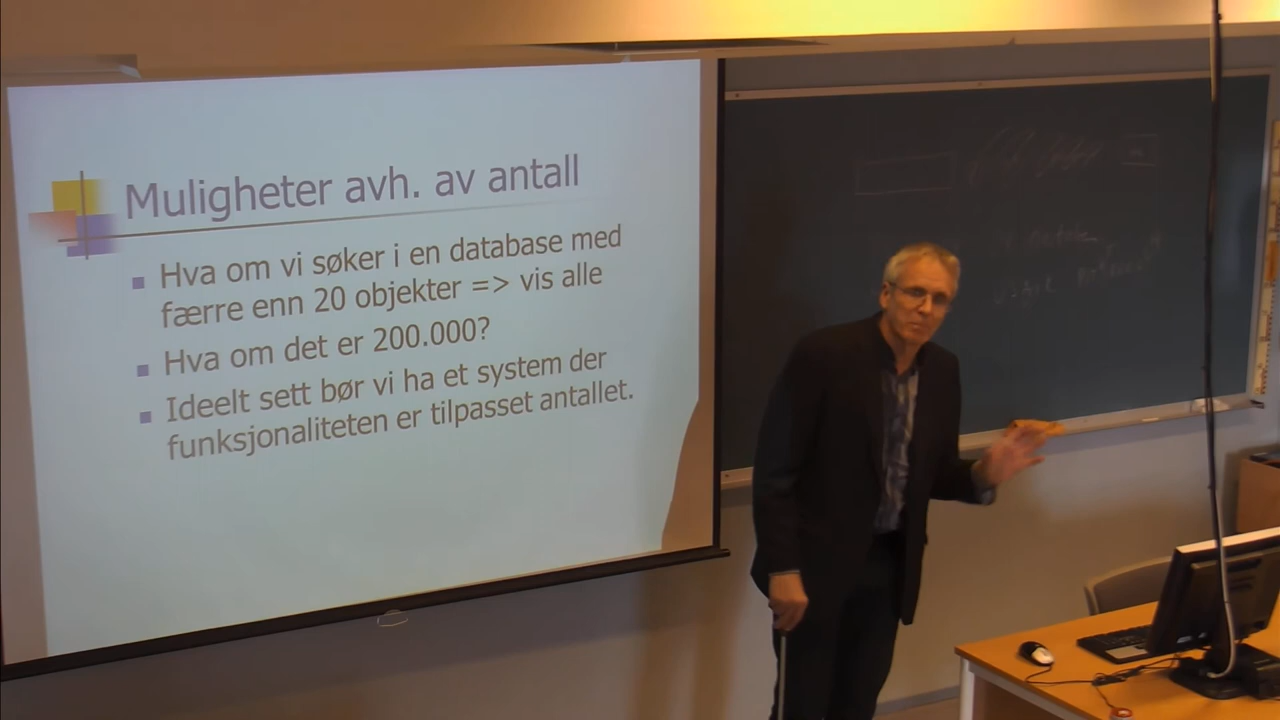 Muligheter avh. av antall
Hva om vi søker i en database med
færre enn 20 objekter => vis alle
Hva om det er 200.000?
Ideelt sett bør vi ha et system der
funksjonaliteten er tilpasset antallet.